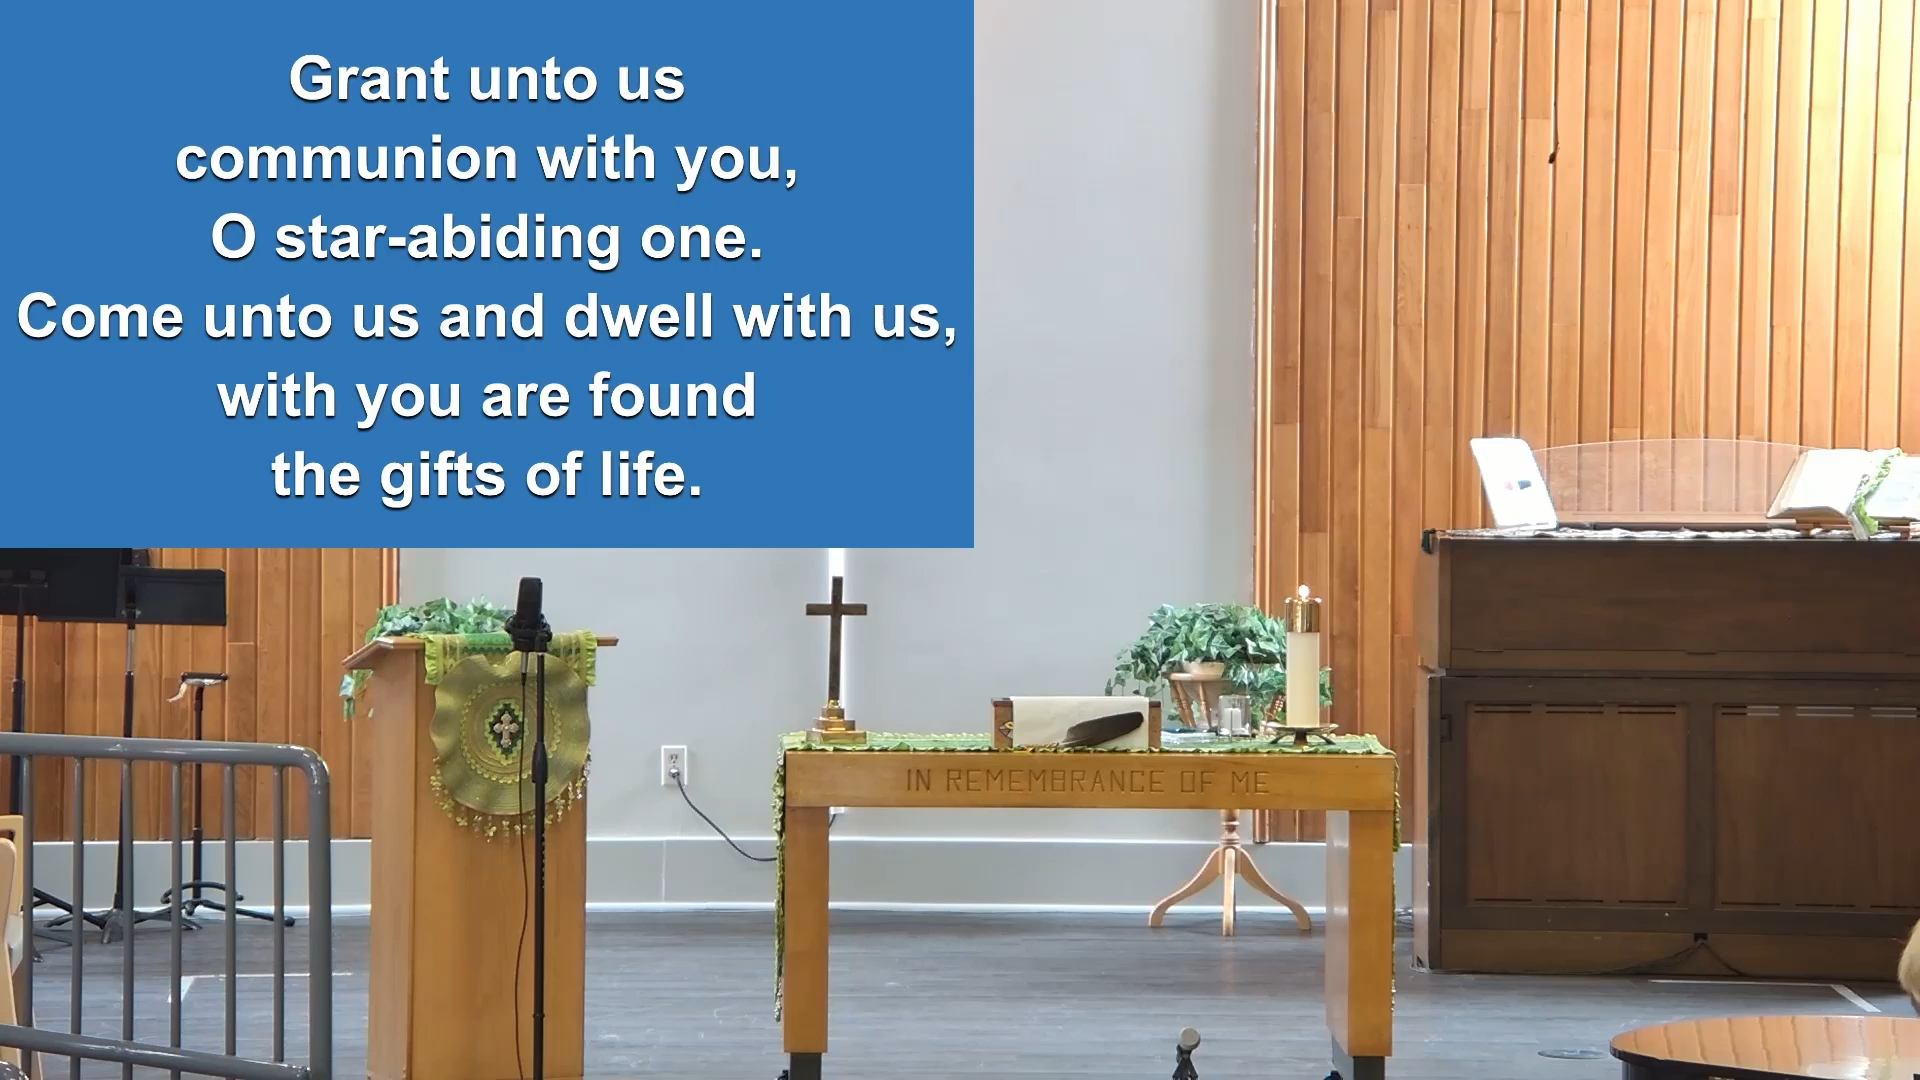 Grant unto us
communion with you,
O star-abiding one.
Come unto us and dwell with us,
with you are found
the gifts of life.
IN REMEMBRANCE OF ME